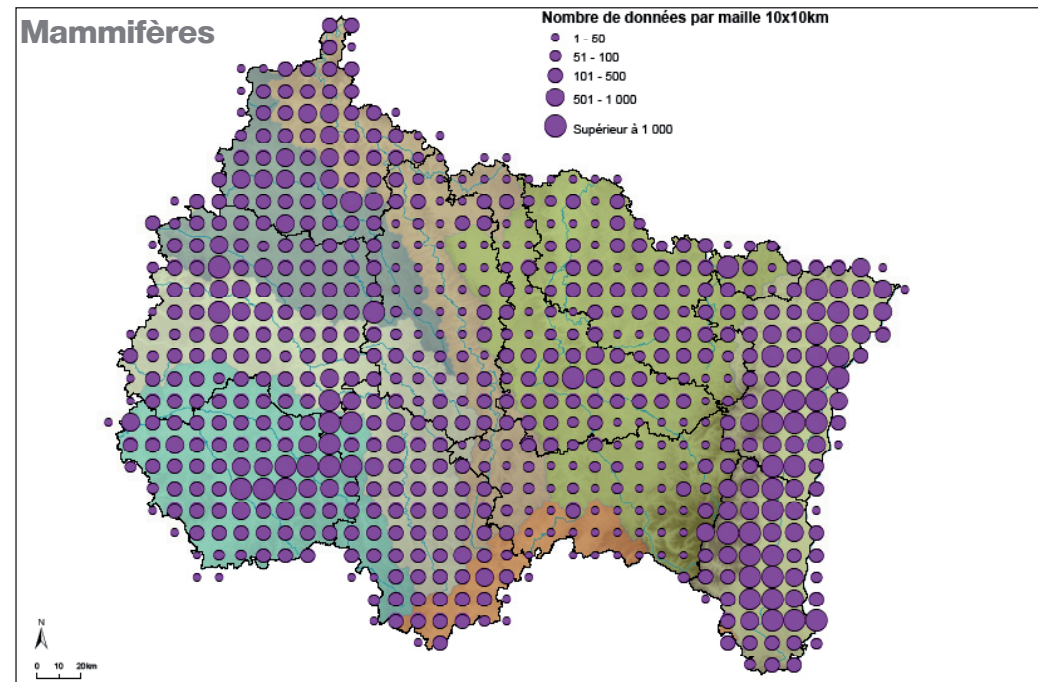 Mammifères
Nombre de données par maille 10x10km
1 - 50
51 - 100
101 - 500
501 - 1 000
Supérieur à 1 000
N
0 10 20km